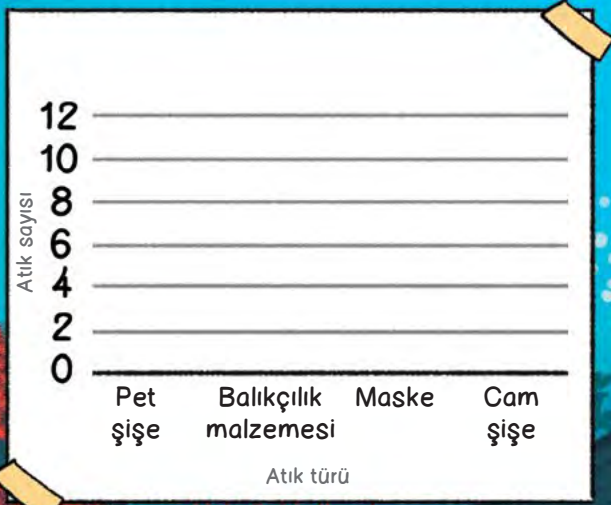 12
10
8
6
4
2
0
Atık sayısı
Pet şişe
Balıkçılık malzemesi
Maske
Cam şişe
Atık türü